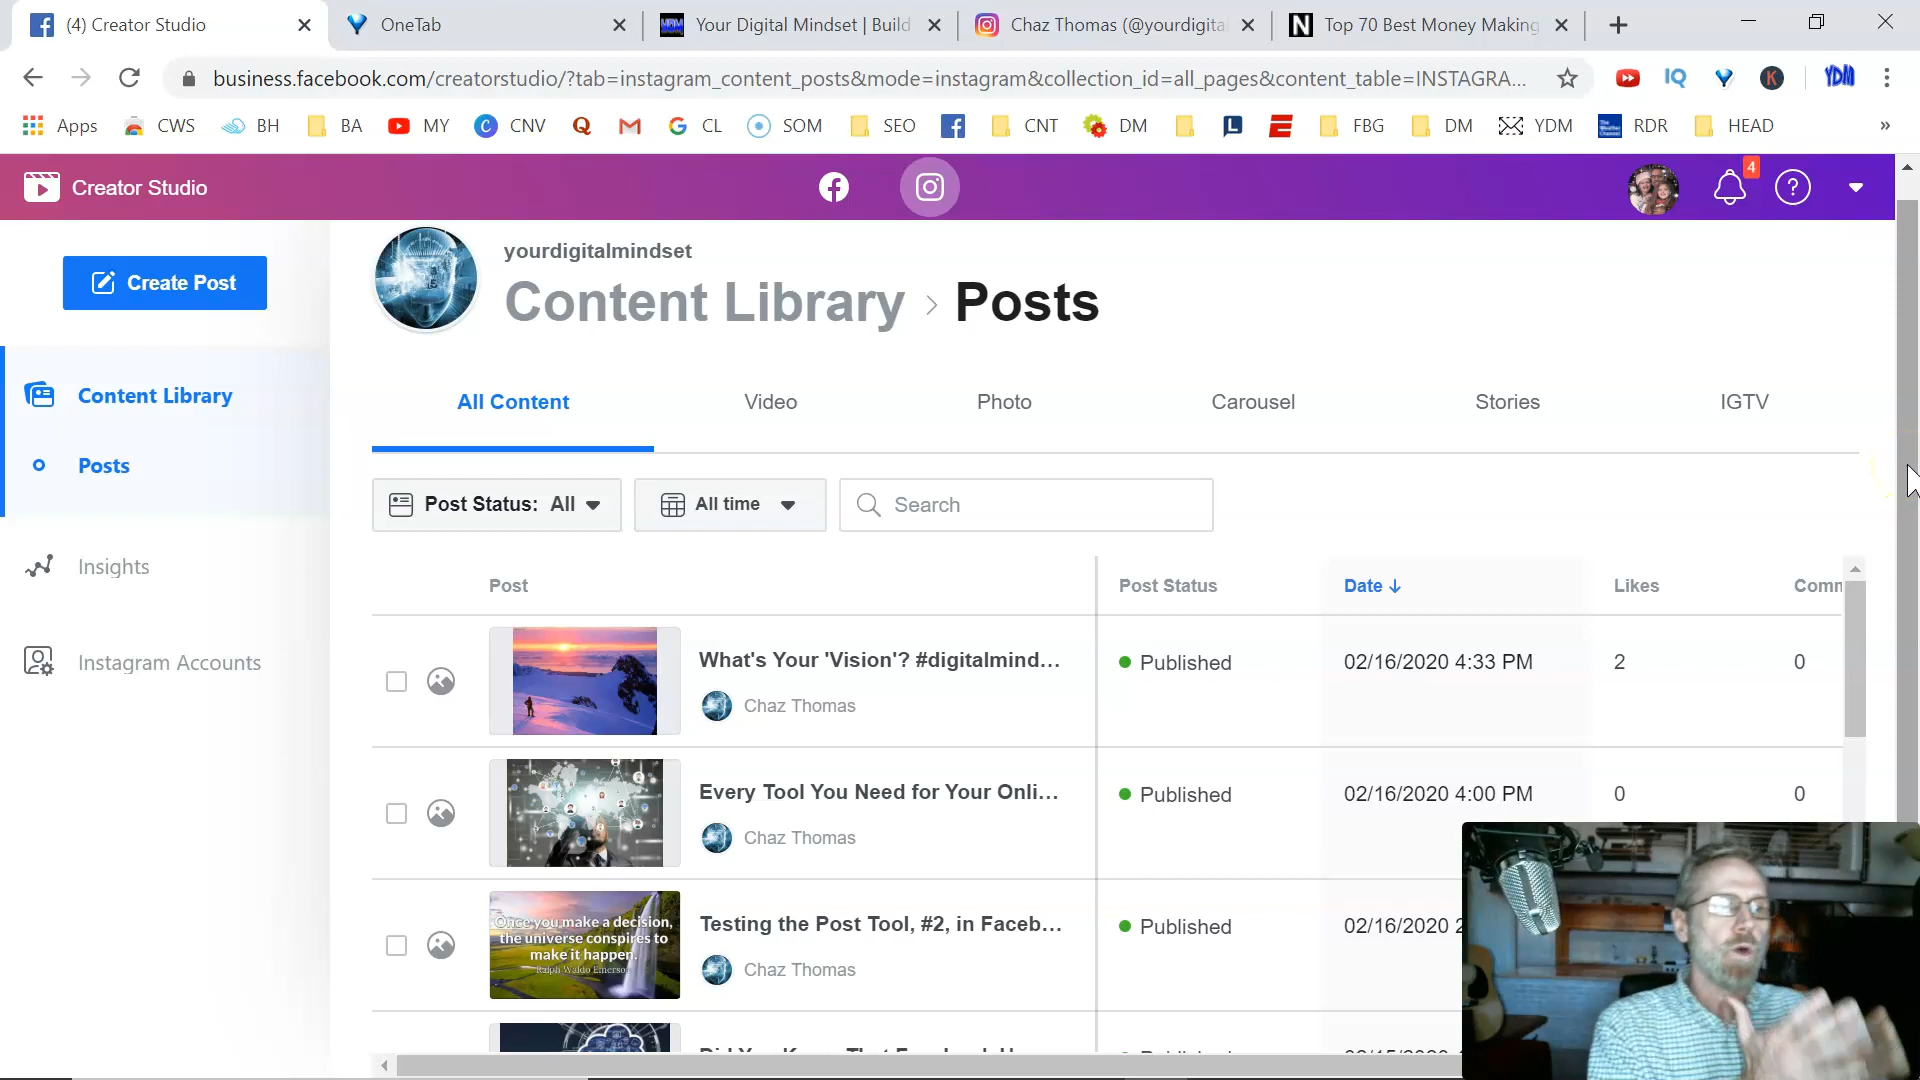 (4) Creator Studio
OneTab
Your Digital Mindset | Build
Chaz Thomas (@yourdigita
Top 70 Best Money Making
business.facebook.com/creatorstudio/?tab=instagram_content_posts&mode=instagram&collection_id=all_pages&content_table=INSTAGRA...
IQ
K
YDM
Apps
CWS
BH
BA
MY
CNV
CL
SOM
SEO
CNT
DM
FBG
DM
YDM
RDR
HEAD
»
Creator Studio
4
?
Create Post
yourdigitalmindset
Content Library > Posts
Content Library
Posts
Insights
Instagram Accounts
All Content
Video
Photo
Carousel
Stories
IGTV
Post Status: All
All time
Search
Post
Post Status
Date ↓
Likes
Comm
What's Your 'Vision'? #digitalmind...
Published
02/16/2020 4:33 PM
2
0
Chaz Thomas
Every Tool You Need for Your Onli...
Published
02/16/2020 4:00 PM
0
0
Chaz Thomas
Once you make a decision,
the universe conspires to
make it happen.
Ralph Waldo Emerson
Testing the Post Tool, #2, in Faceb...
Published
02/16/2020 2
Chaz Thomas